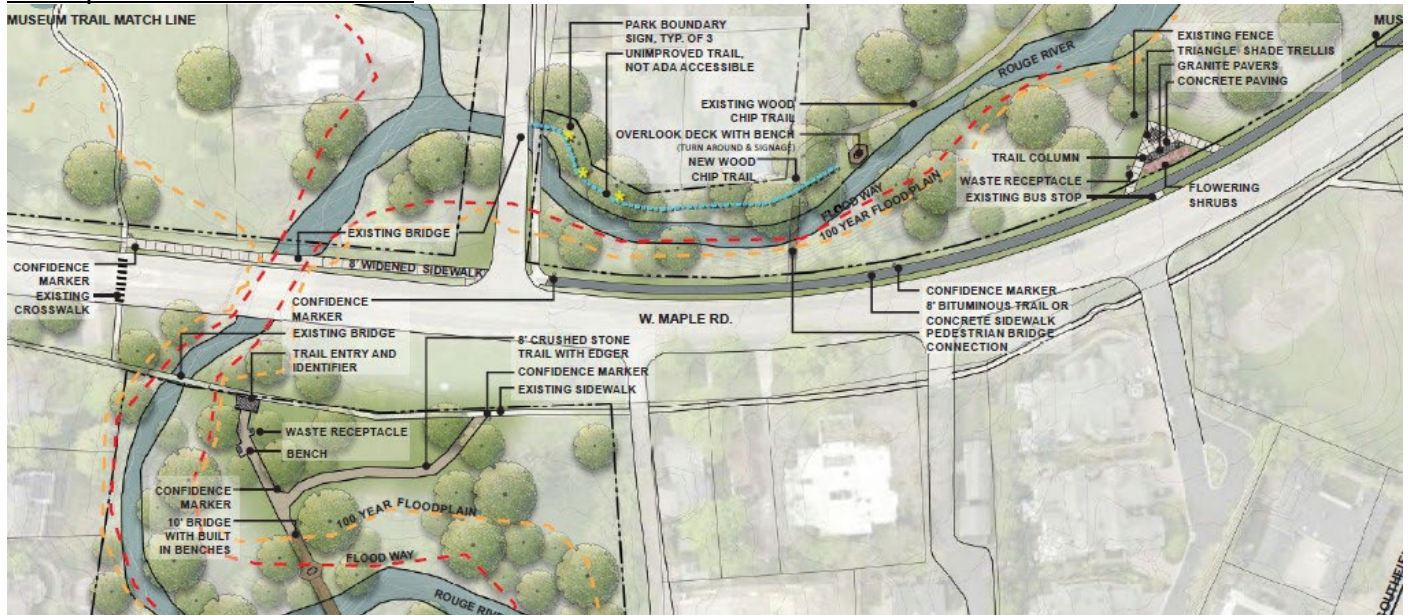 MUSEUM TRAIL MATCH LINE
PARK BOUNDARY
SIGN, TYP. OF 3
UNIMPROVED TRAIL,
NOT ADA ACCESSIBLE
ROUGE RIVER
MUS
EXISTING FENCE
TRIANGLE SHADE TRELLIS
GRANITE PAVERS
CONCRETE PAVING
EXISTING WOOD
CHIP TRAIL
OVERLOOK DECK WITH BENCH
(TURN AROUND & SIGNAGE)
NEW WOOD
CHIP TRAIL
TRAIL COLUMN
WASTE RECEPTACLE
EXISTING BUS STOP
FLOWERING
SHRUBS
FLOOD WAY
100 YEAR FLOODPLAIN
EXISTING BRIDGE
8' WIDENED SIDEWALK
CONFIDENCE
MARKER
EXISTING
CROSSWALK
CONFIDENCE
MARKER
EXISTING BRIDGE
TRAIL ENTRY AND
IDENTIFIER
W. MAPLE RD.
CONFIDENCE MARKER
8' BITUMINOUS TRAIL OR
CONCRETE SIDEWALK
PEDESTRIAN BRIDGE
CONNECTION
8' CRUSHED STONE
TRAIL WITH EDGER
CONFIDENCE MARKER
EXISTING SIDEWALK
WASTE RECEPTACLE
BENCH
CONFIDENCE
MARKER
10' BRIDGE
WITH BUILT
IN BENCHES
100 YEAR FLOODPLAIN
FLOOD WAY
ROUGE RIVE
OUTHFIE